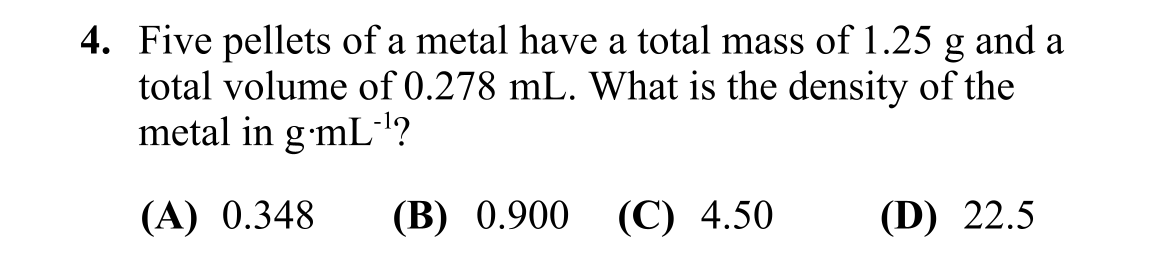 4. Five pellets of a metal have a total mass of 1.25 g and a
total volume of 0.278 mL. What is the density of the
metal in g·mL⁻¹?
(A) 0.348 (B) 0.900 (C) 4.50 (D) 22.5